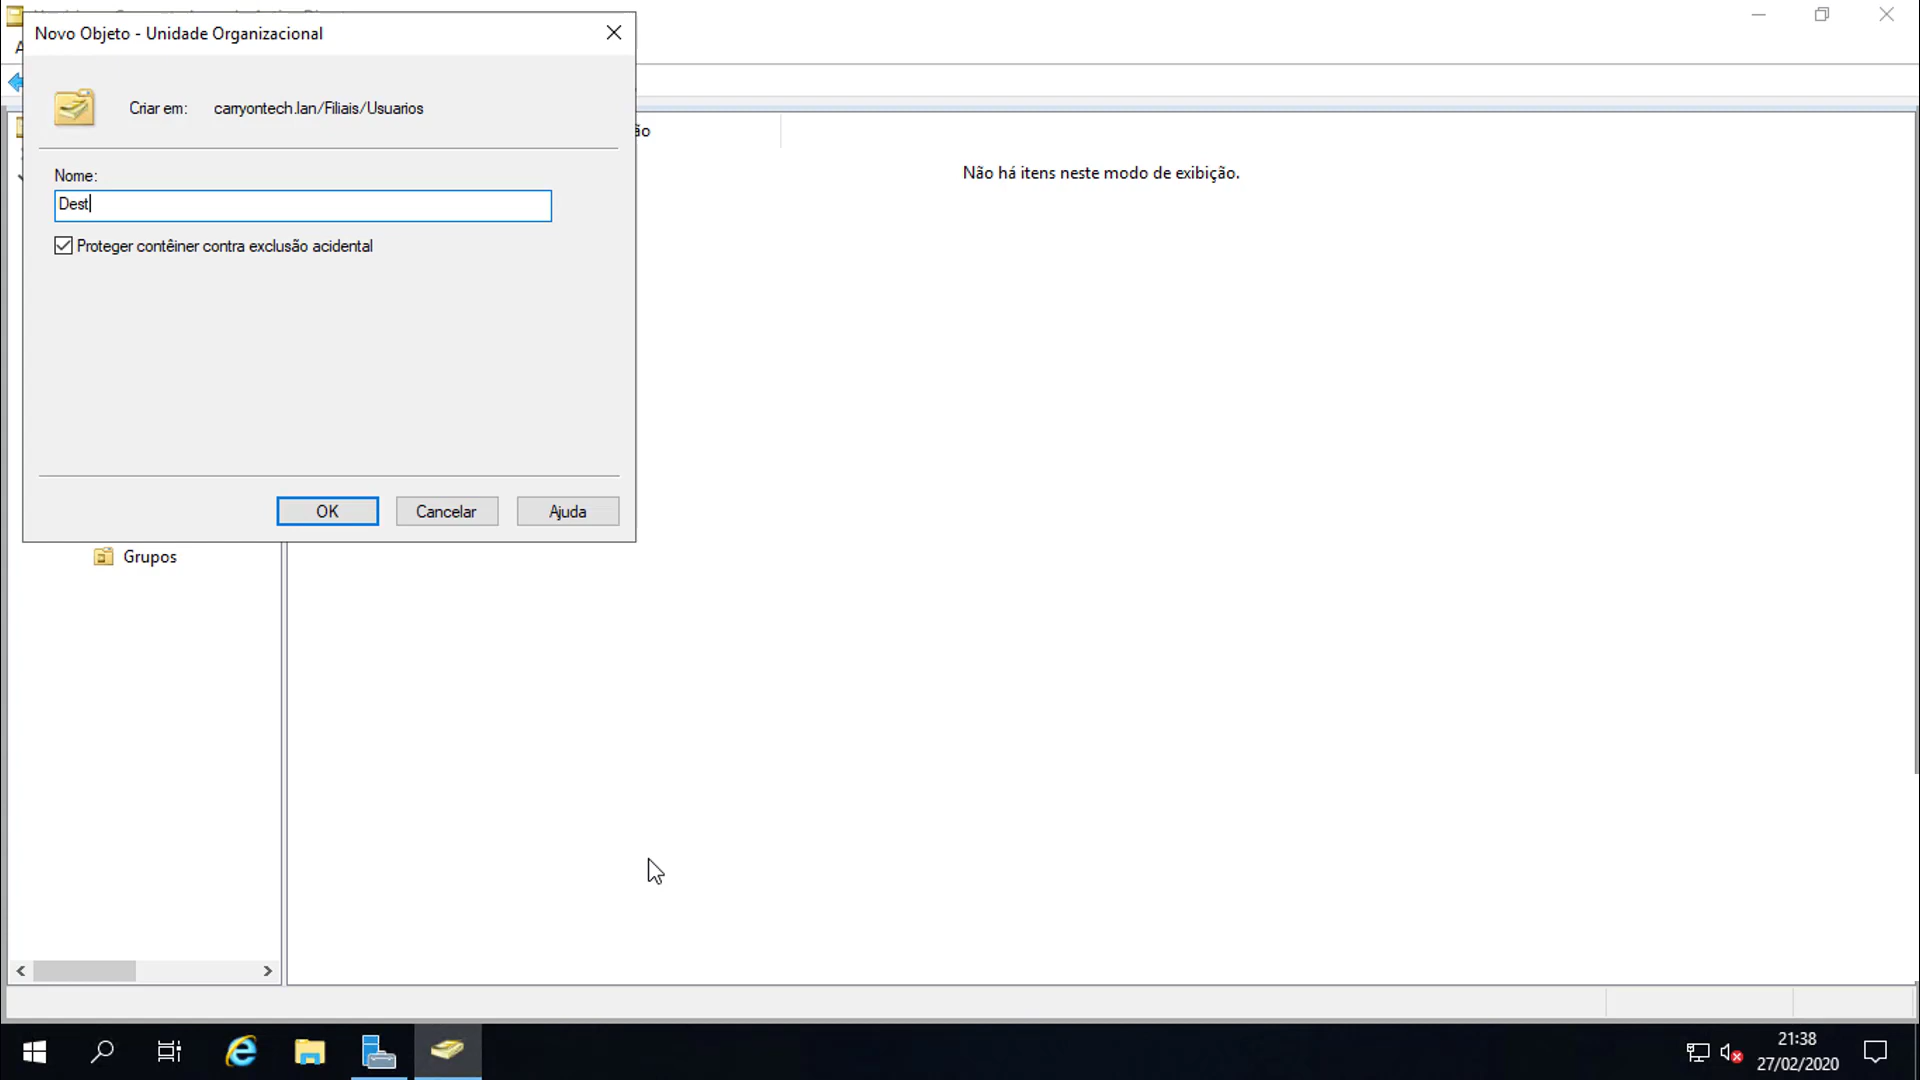 Novo Objeto - Unidade Organizacional
Criar em: carryontech.lan/Filiais/Usuarios
Nome:
Dest
Proteger contêiner contra exclusão acidental
OK Cancelar Ajuda
ão
Não há itens neste modo de exibição.
Grupos
21:38
27/02/2020